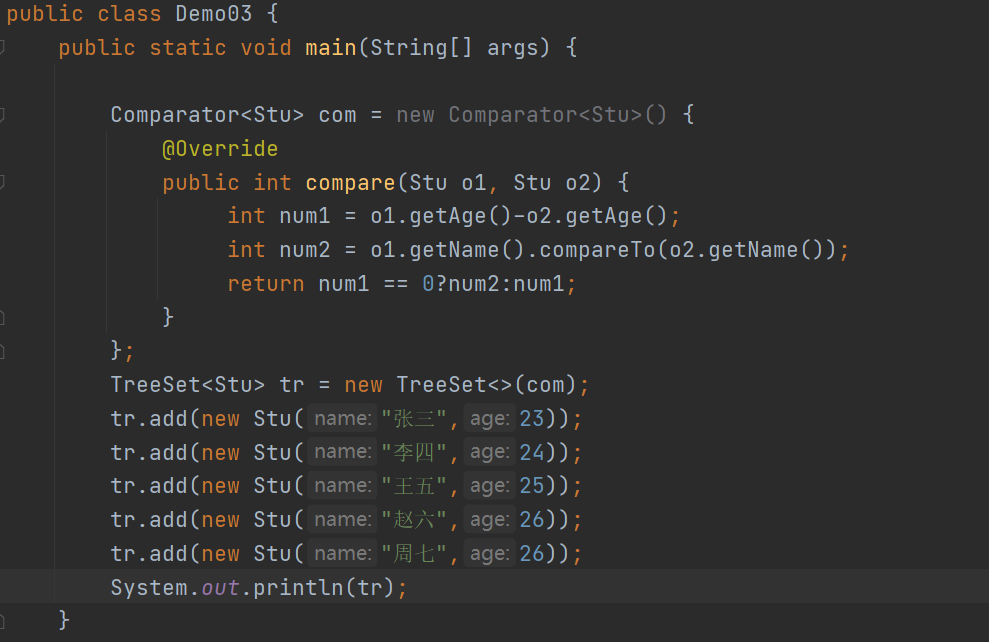 public class Demo03 {
public static void main(String[] args) {
Comparator<Stu> com = new Comparator<Stu>() {
@Override
public int compare(Stu o1, Stu o2) {
int num1 = o1.getAge()-o2.getAge();
int num2 = o1.getName().compareTo(o2.getName());
return num1 == 0?num2:num1;
}
};
TreeSet<Stu> tr = new TreeSet<>(com);
tr.add(new Stu( name: "张三", age: 23));
tr.add(new Stu( name: "李四", age: 24));
tr.add(new Stu( name: "王五", age: 25));
tr.add(new Stu( name: "赵六", age: 26));
tr.add(new Stu( name: "周七", age: 26));
System.out.println(tr);
}